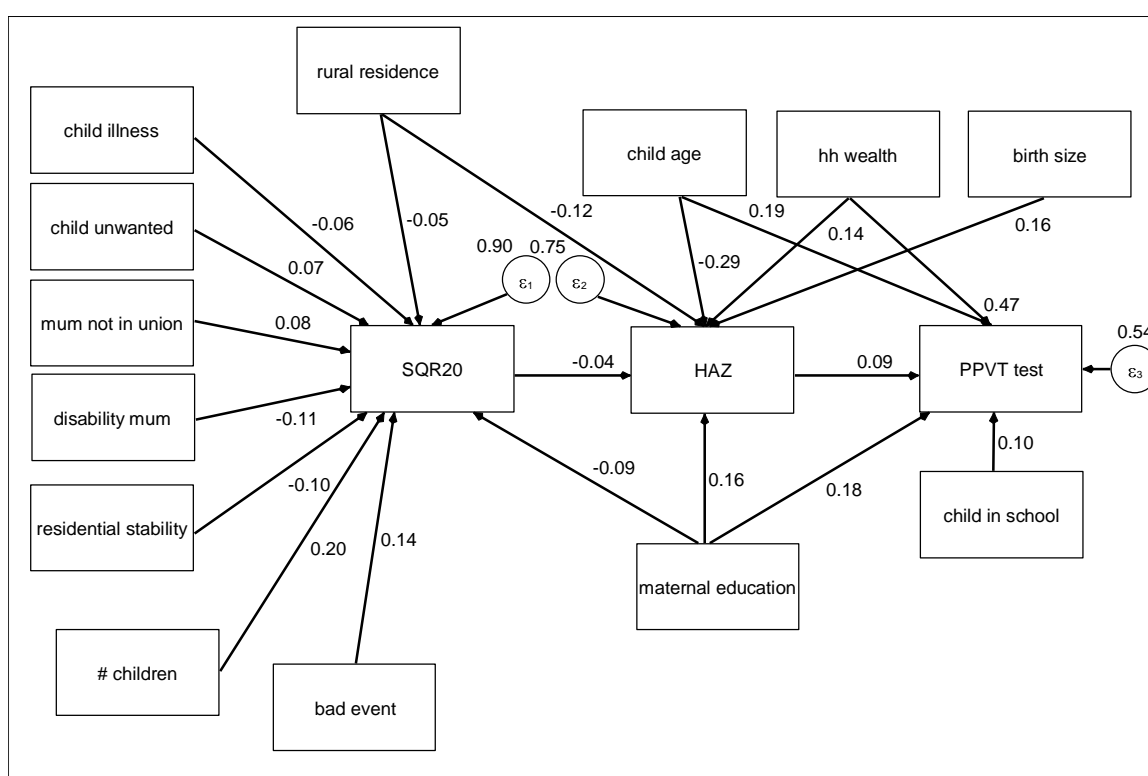 rural residence
child illness
child age
hh wealth
birth size
child unwanted
-0.06
-0.05
-0.12
0.19
0.14
0.16
0.90
0.75
-0.29
ε1
ε2
0.07
mum not in union
0.08
0.47
0.54
SQR20
-0.04
HAZ
0.09
PPVT test
ε3
disability mum
-0.11
-0.10
-0.09
0.16
0.18
0.10
residential stability
0.20
0.14
child in school
maternal education
# children
bad event